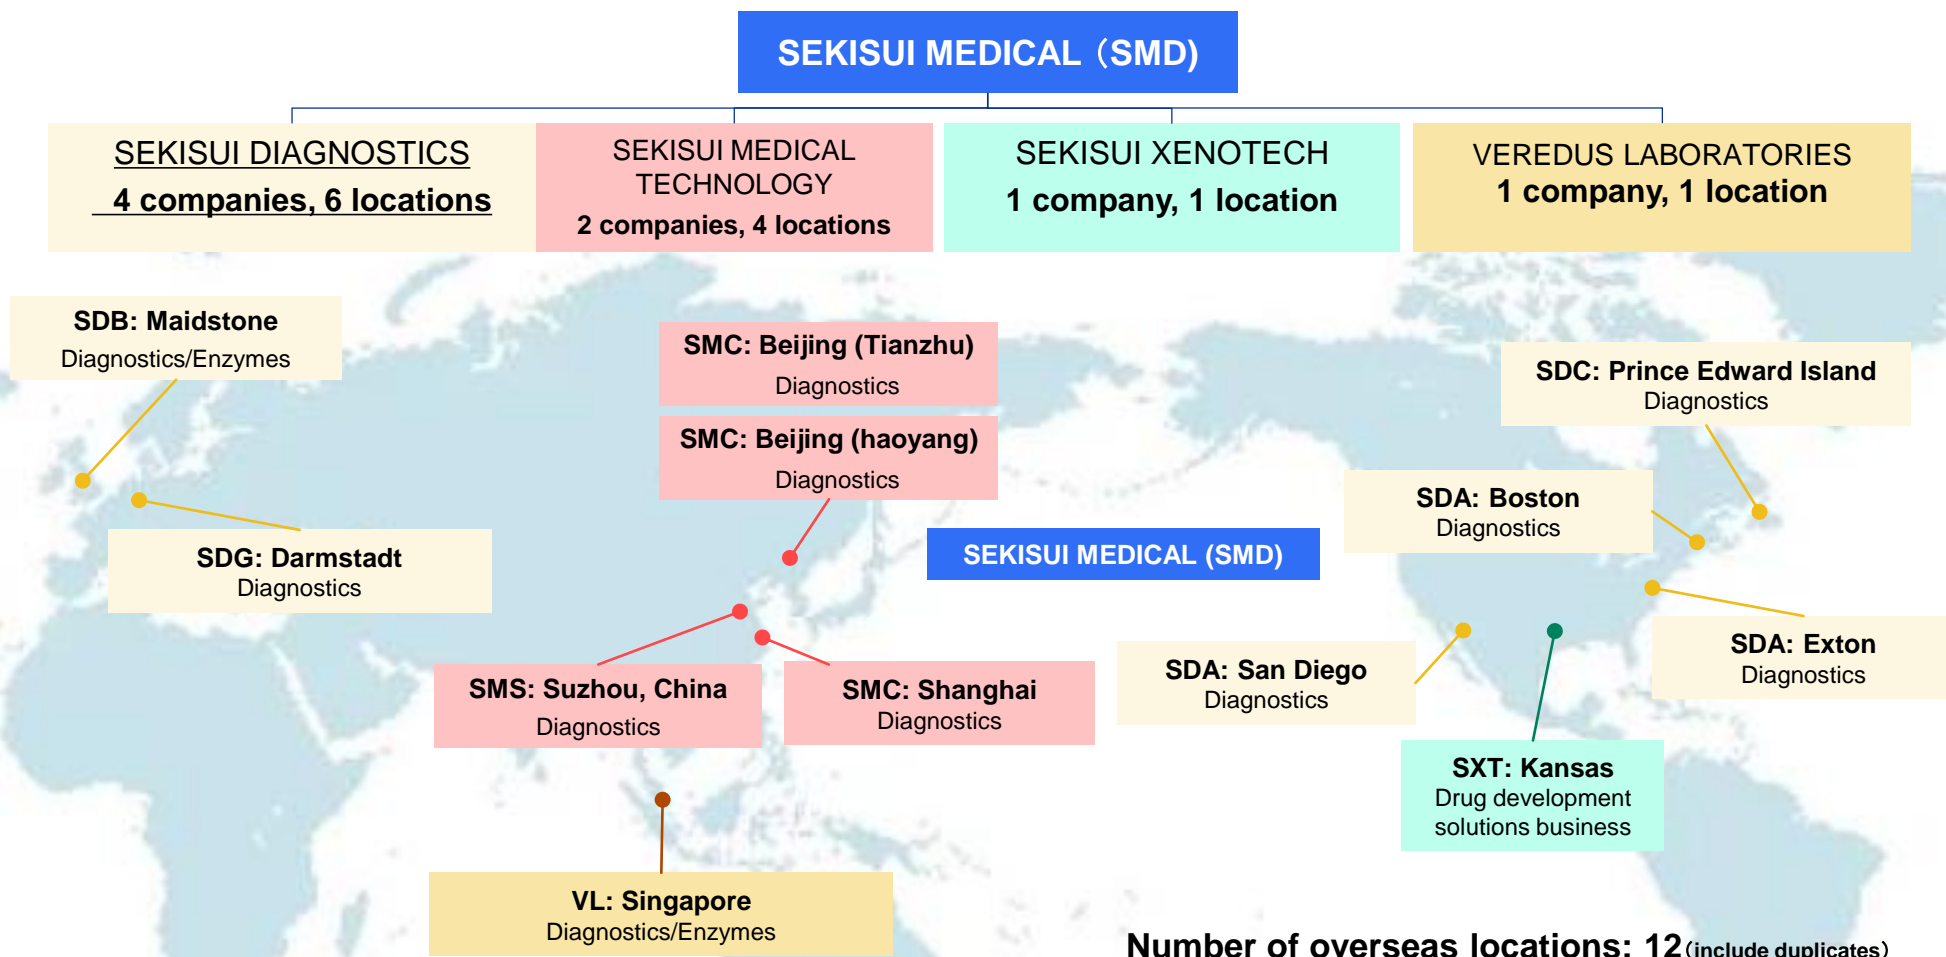 SEKISUI MEDICAL（SMD)
SEKISUI DIAGNOSTICS
4 companies, 6 locations
SEKISUI MEDICAL
TECHNOLOGY
2 companies, 4 locations
SEKISUI XENOTECH
1 company, 1 location
VEREDUS LABORATORIES
1 company, 1 location
SDB: Maidstone
Diagnostics/Enzymes
SMC: Beijing (Tianzhu)
Diagnostics
SMC: Beijing (haoyang)
Diagnostics
SDC: Prince Edward Island
Diagnostics
SDA: Boston
Diagnostics
SDG: Darmstadt
Diagnostics
SEKISUI MEDICAL (SMD)
SDA: Exton
Diagnostics
SDA: San Diego
Diagnostics
SMS: Suzhou, China
Diagnostics
SMC: Shanghai
Diagnostics
SXT: Kansas
Drug development
solutions business
VL: Singapore
Diagnostics/Enzymes
Number of overseas locations: 12（include duplicates）